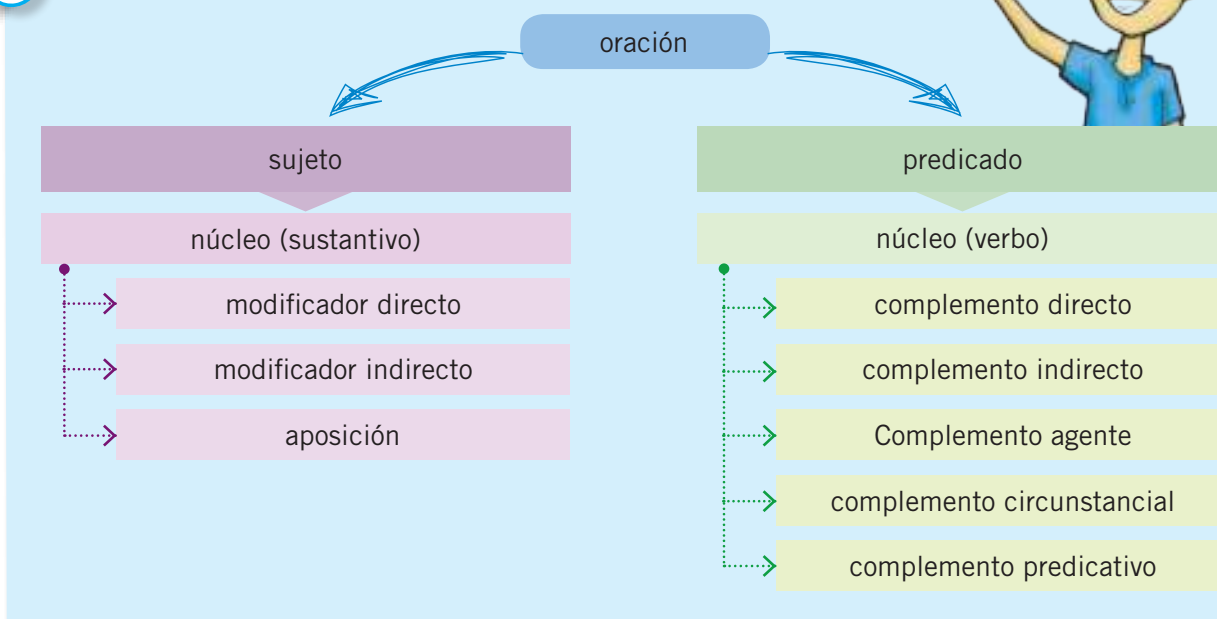 oración
sujeto
núcleo (sustantivo)
modificador directo
modificador indirecto
aposición
predicado
núcleo (verbo)
complemento directo
complemento indirecto
Complemento agente
complemento circunstancial
complemento predicativo